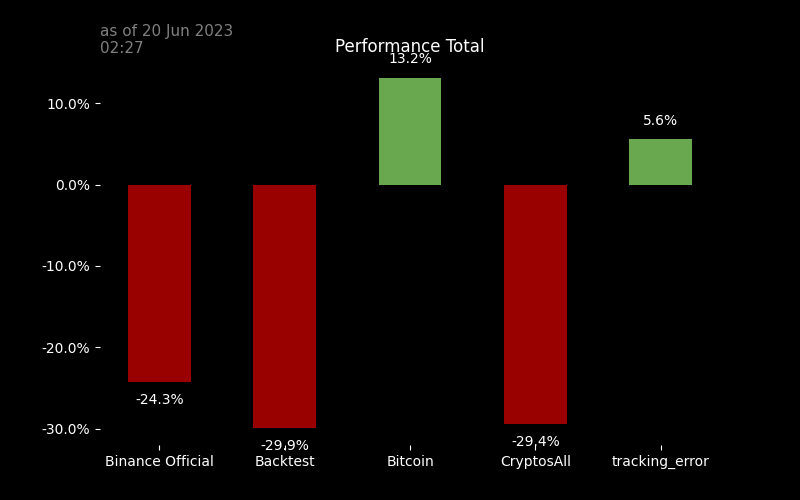 as of 20 Jun 2023
02:27
Performance Total
13.2%
10.0%
5.6%
0.0%
-10.0%
-20.0%
-24.3%
-30.0%
-29.9%
-29.4%
Binance Official
Backtest
Bitcoin
CryptosAll
tracking_error